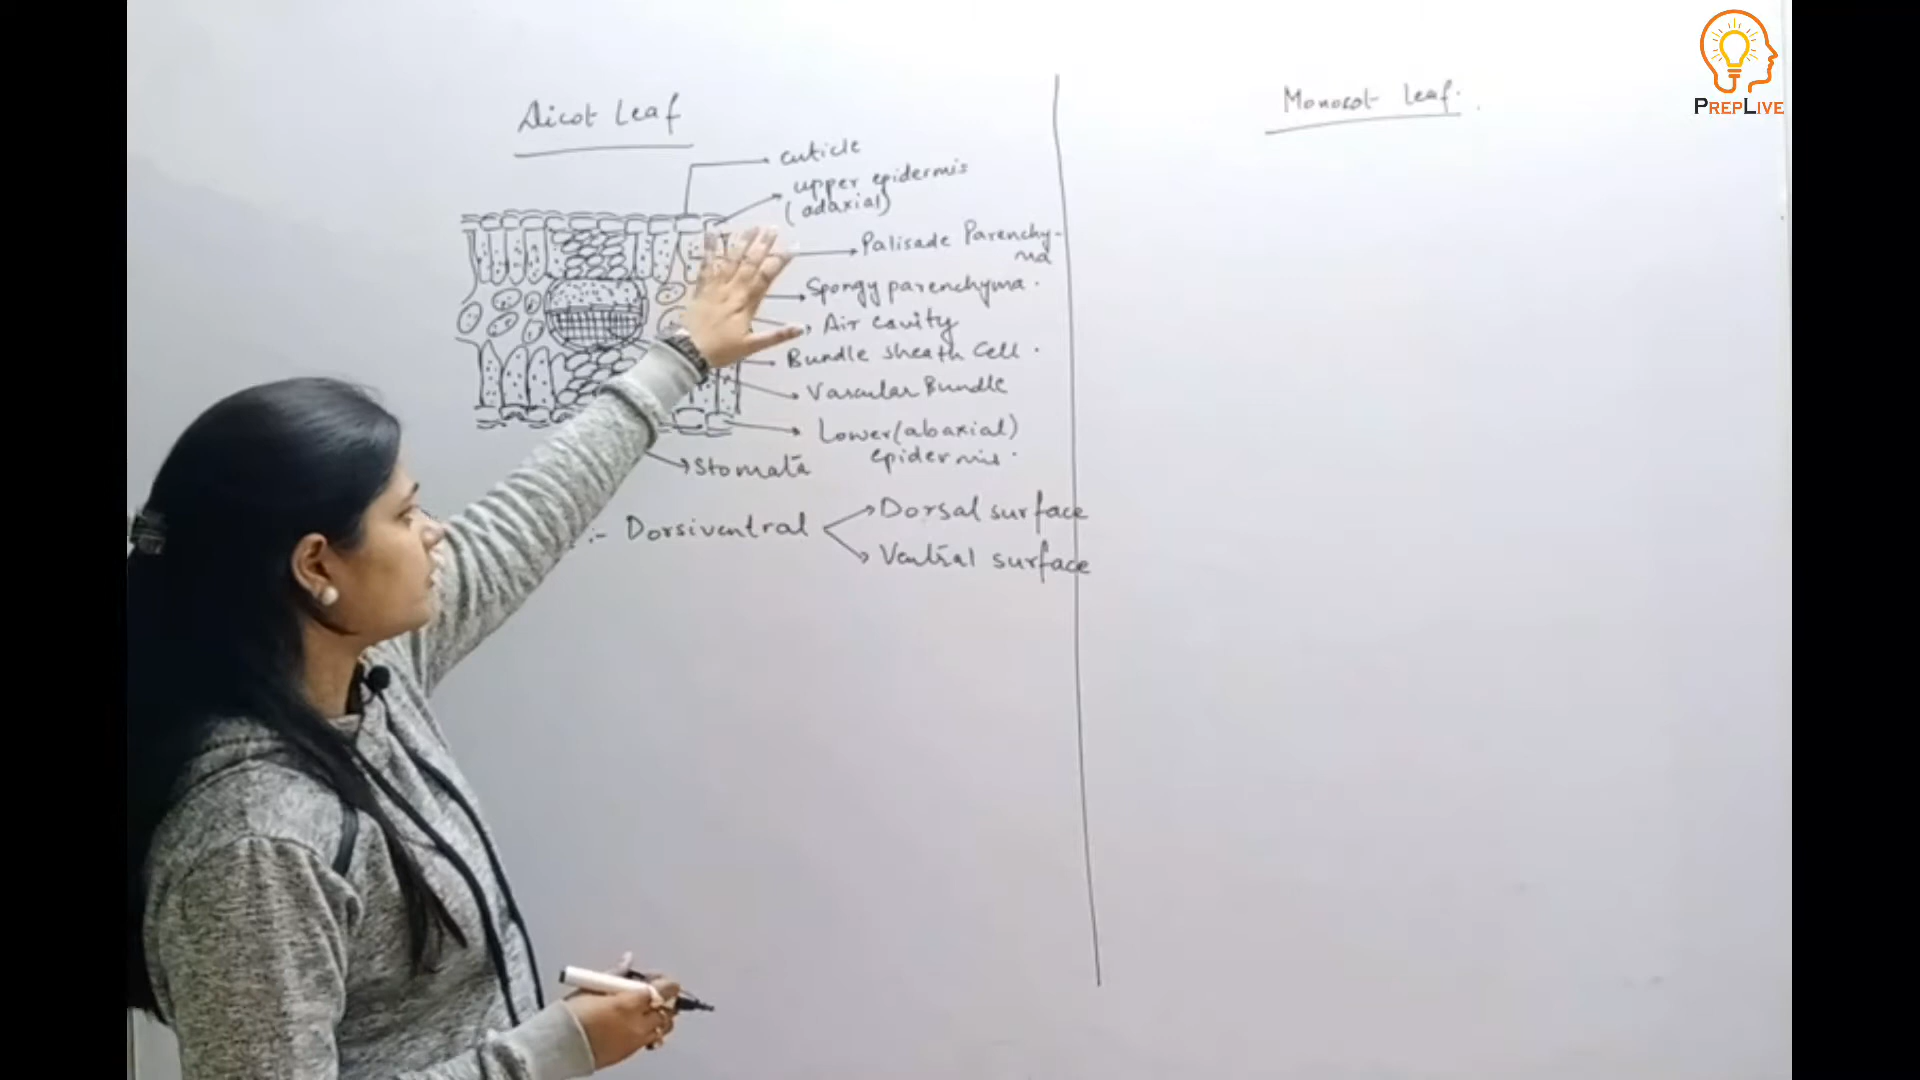 Dicot Leaf
cuticle
upper epidermis
(adaxial)
Palisade Parenchy-
ma
Spongy parenchyma.
Air cavity
Bundle sheath Cell.
Vascular Bundle
Lower (abaxial)
epidermis.
Stomata
:- Dorsiventral
Dorsal surface
Ventral surface
Monocot Leaf.
PREPLIVE